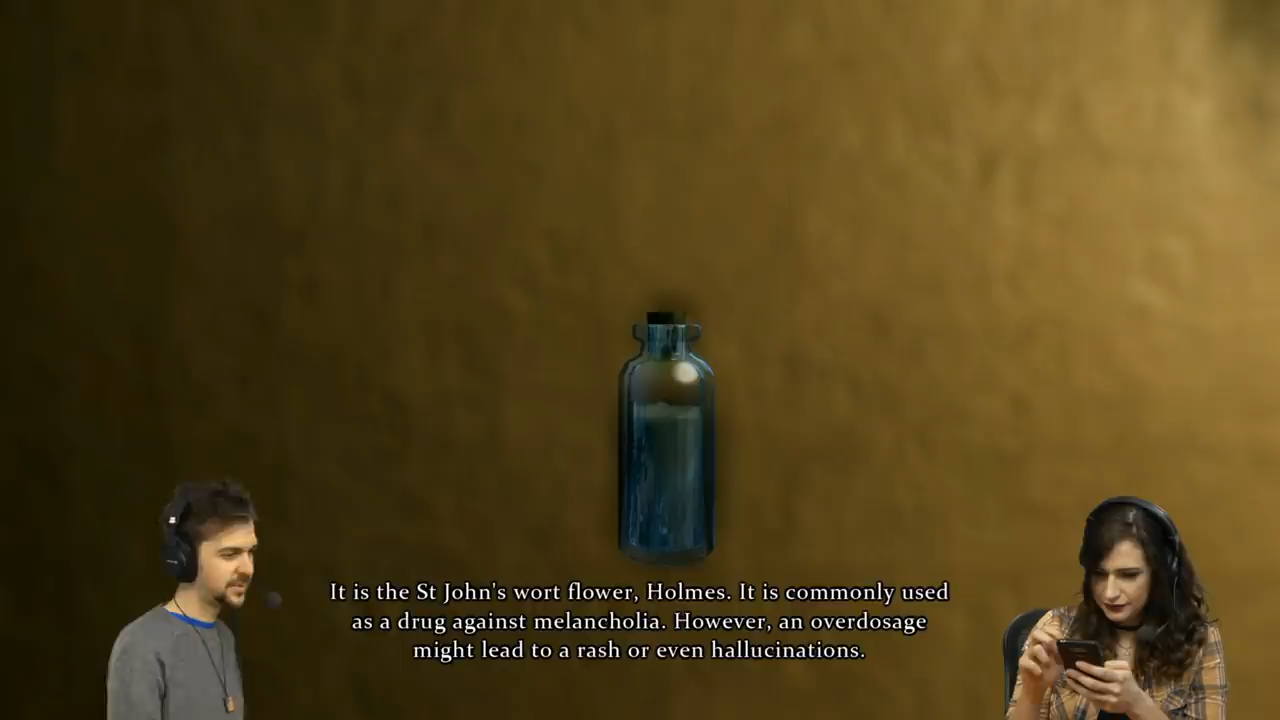 It is the St John's wort flower, Holmes. It is commonly used
as a drug against melancholia. However, an overdosage
might lead to a rash or even hallucinations.